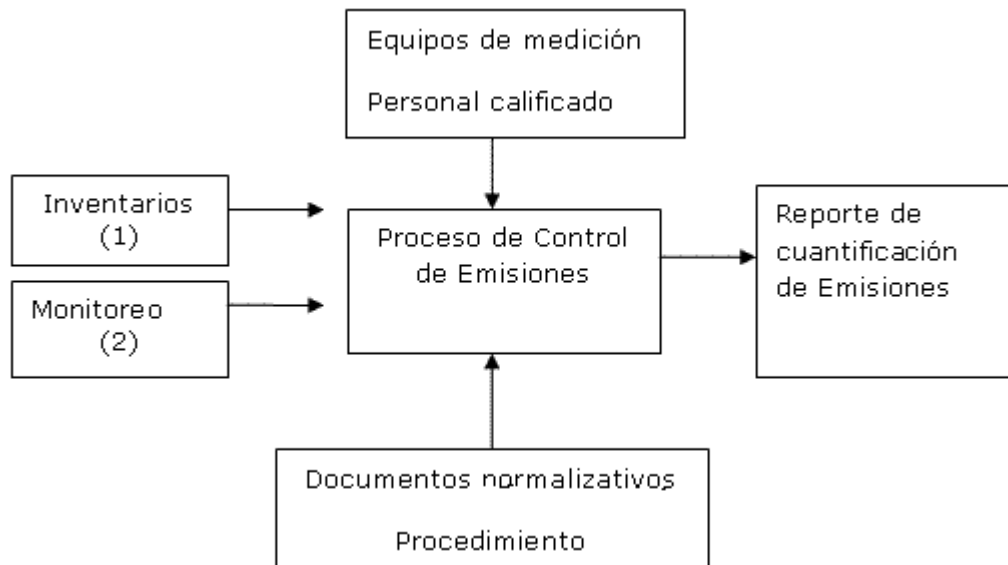 Equipos de medición
Personal calificado
Inventarios
(1)
Monitoreo
(2)
Proceso de Control
de Emisiones
Reporte de
cuantificación
de Emisiones
Documentos normalizativos
Procedimiento